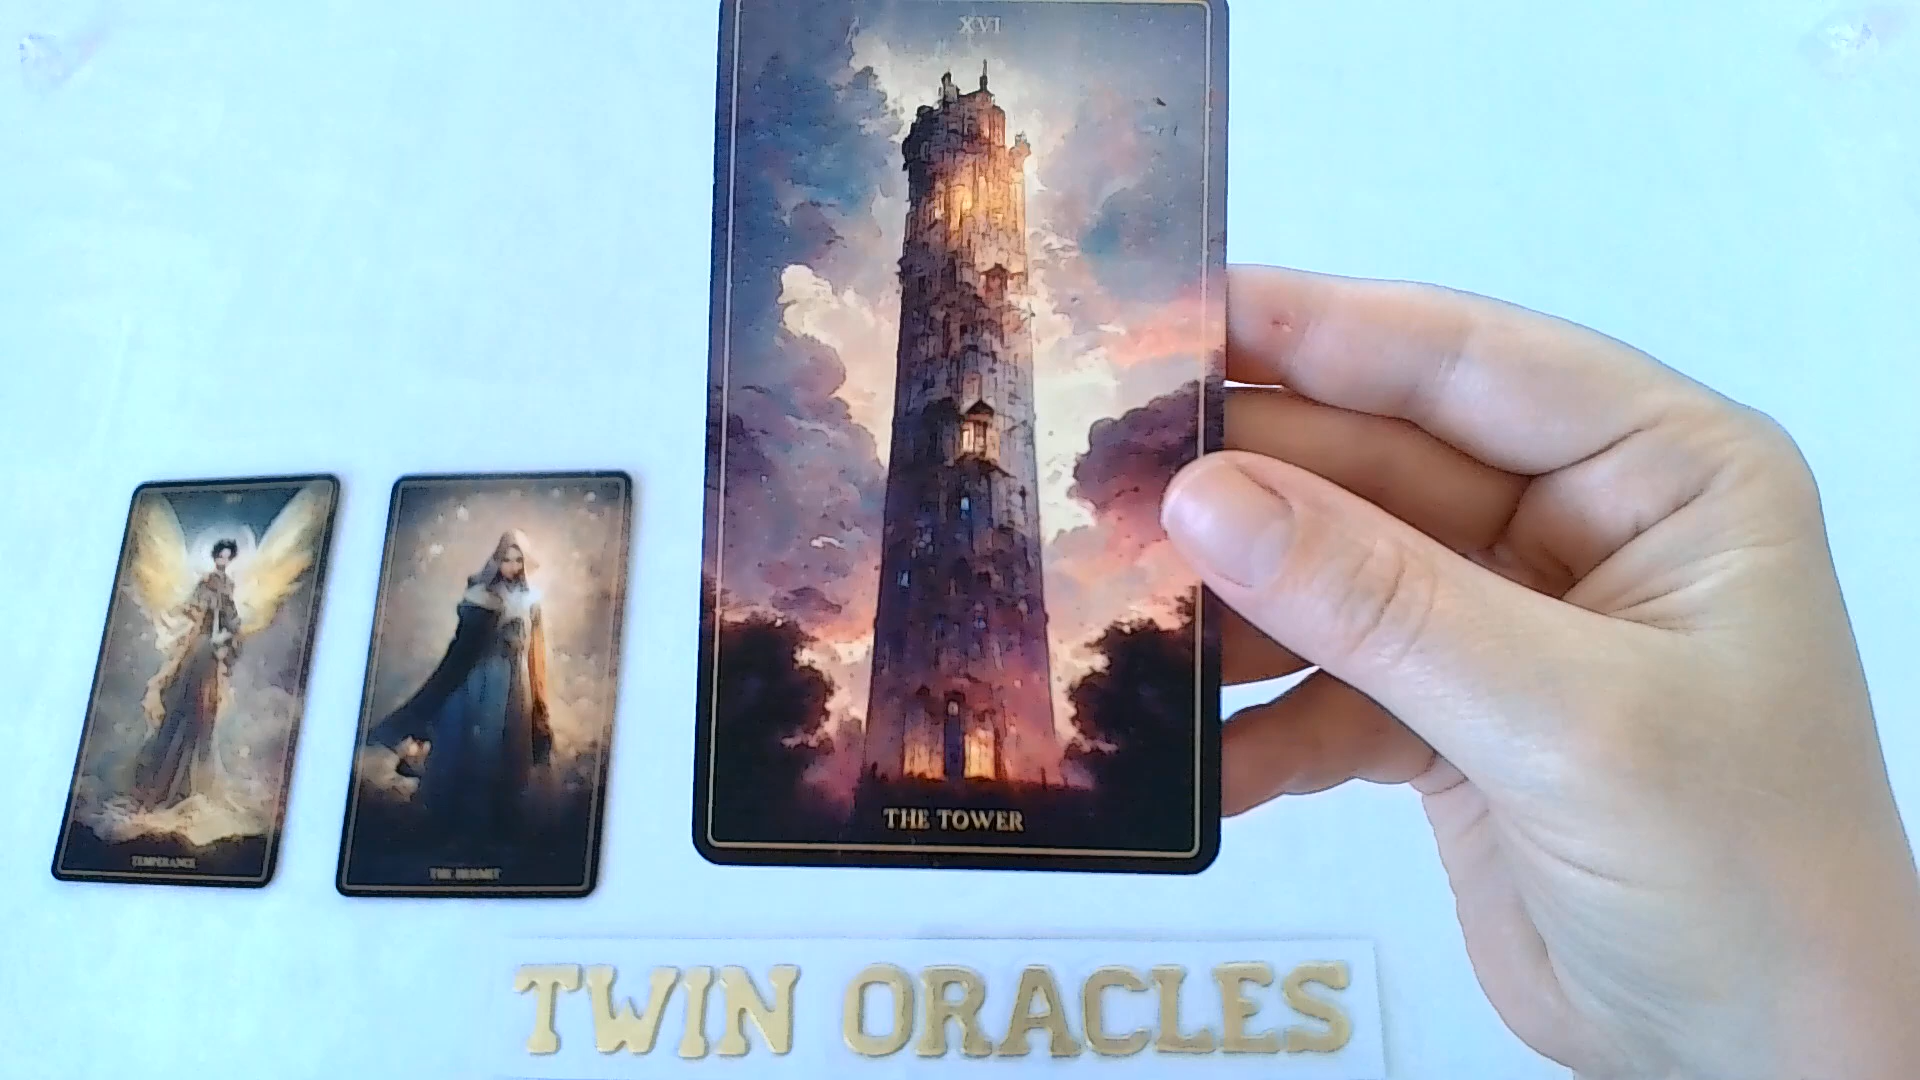 XVI
THE TOWER
TEMPERANCE
THE HERMIT
TWIN ORACLES